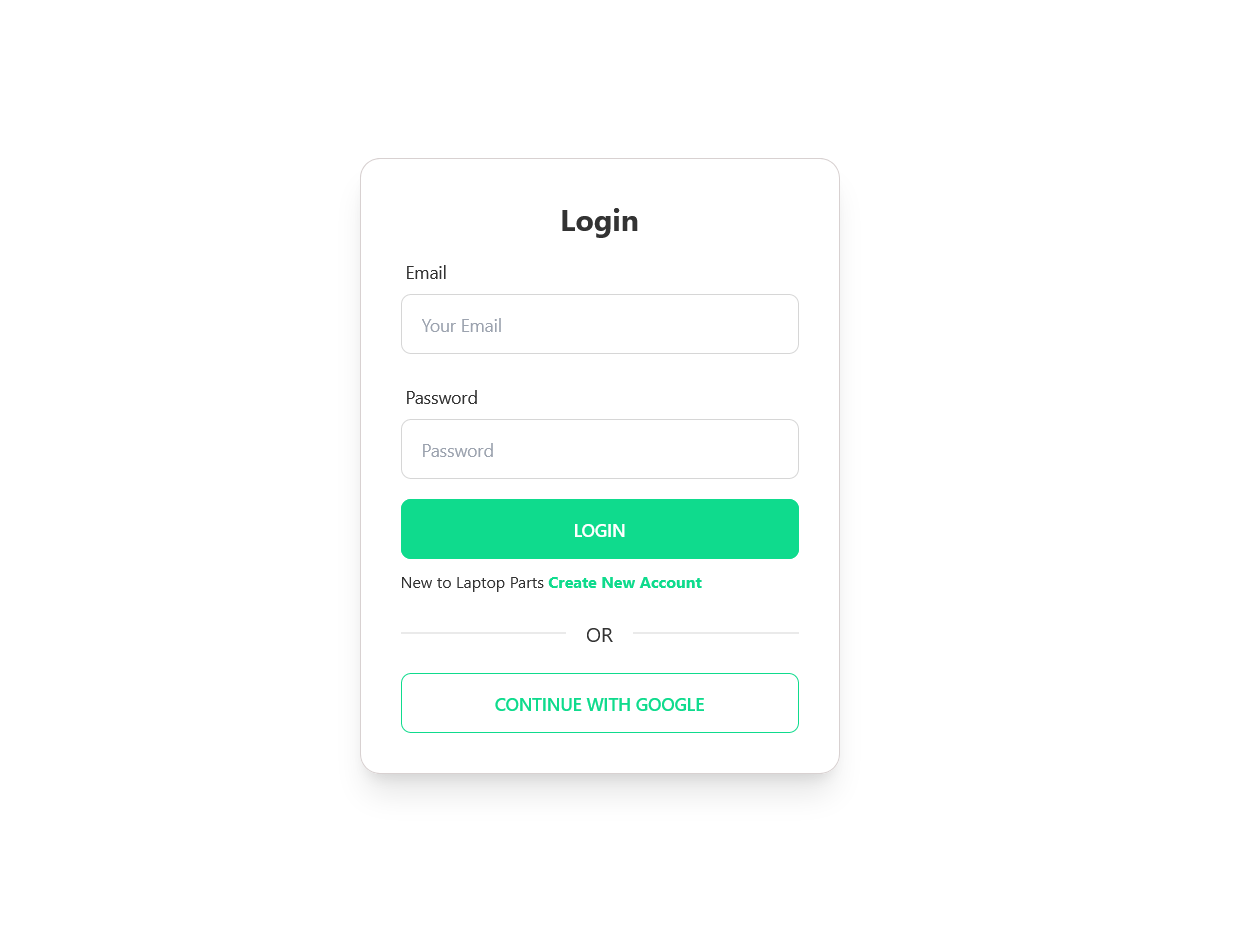 Login
Email
Your Email
Password
Password
LOGIN
New to Laptop Parts Create New Account
OR
CONTINUE WITH GOOGLE